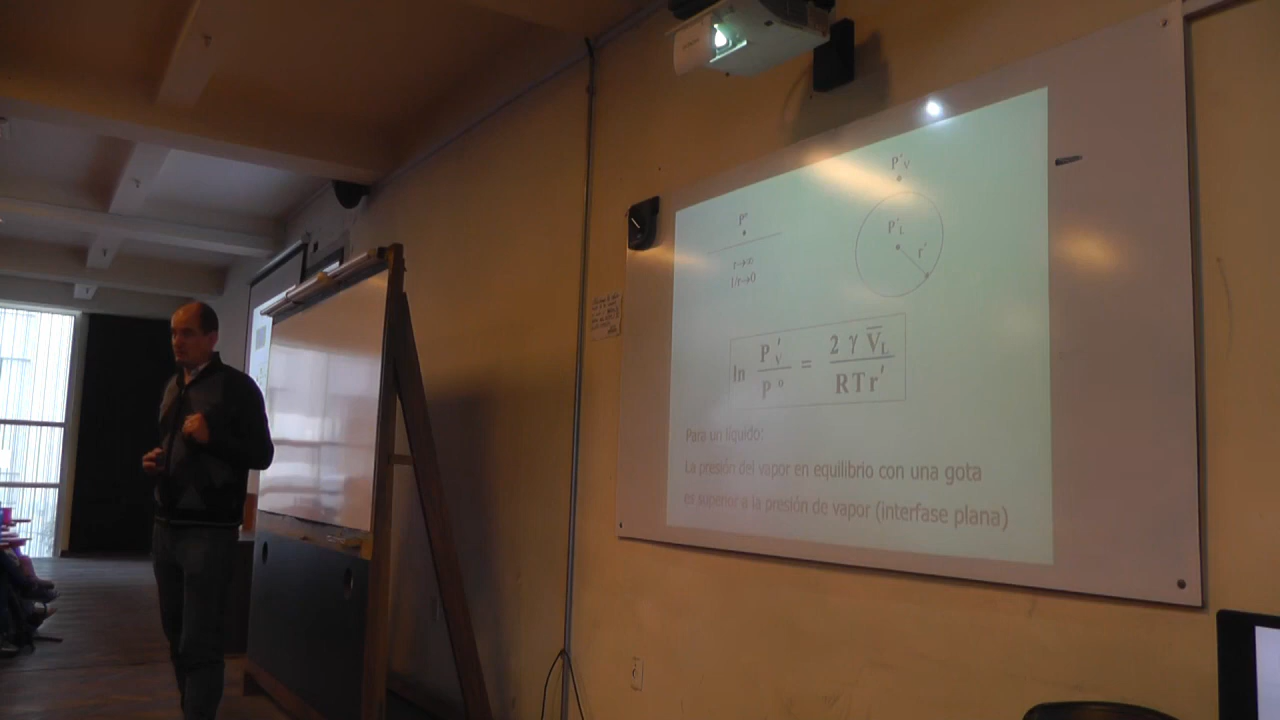 P°
r→∞
1/r→0
P'V
P'L
r'
ln P'V / P° = 2 γ V̅L / RTr'
Para un líquido:
La presión del vapor en equilibrio con una gota
es superior a la presión de vapor (interfase plana)